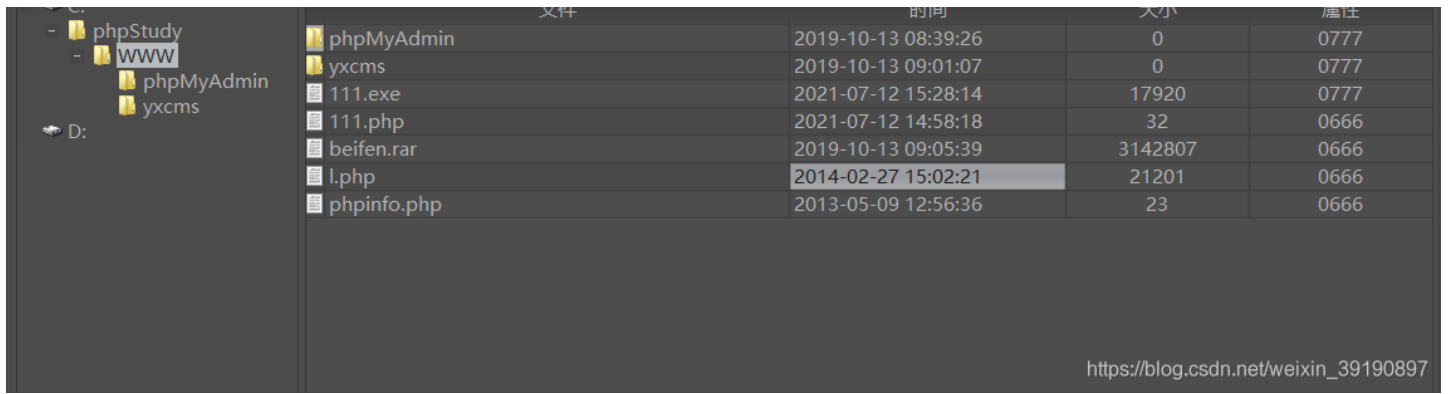 C:
文件 时间 大小 属性
phpStudy
WWW
phpMyAdmin
yxcms
D:
phpMyAdmin 2019-10-13 08:39:26 0 0777
yxcms 2019-10-13 09:01:07 0 0777
111.exe 2021-07-12 15:28:14 17920 0777
111.php 2021-07-12 14:58:18 32 0666
beifen.rar 2019-10-13 09:05:39 3142807 0666
l.php 2014-02-27 15:02:21 21201 0666
phpinfo.php 2013-05-09 12:56:36 23 0666
https://blog.csdn.net/weixin_39190897